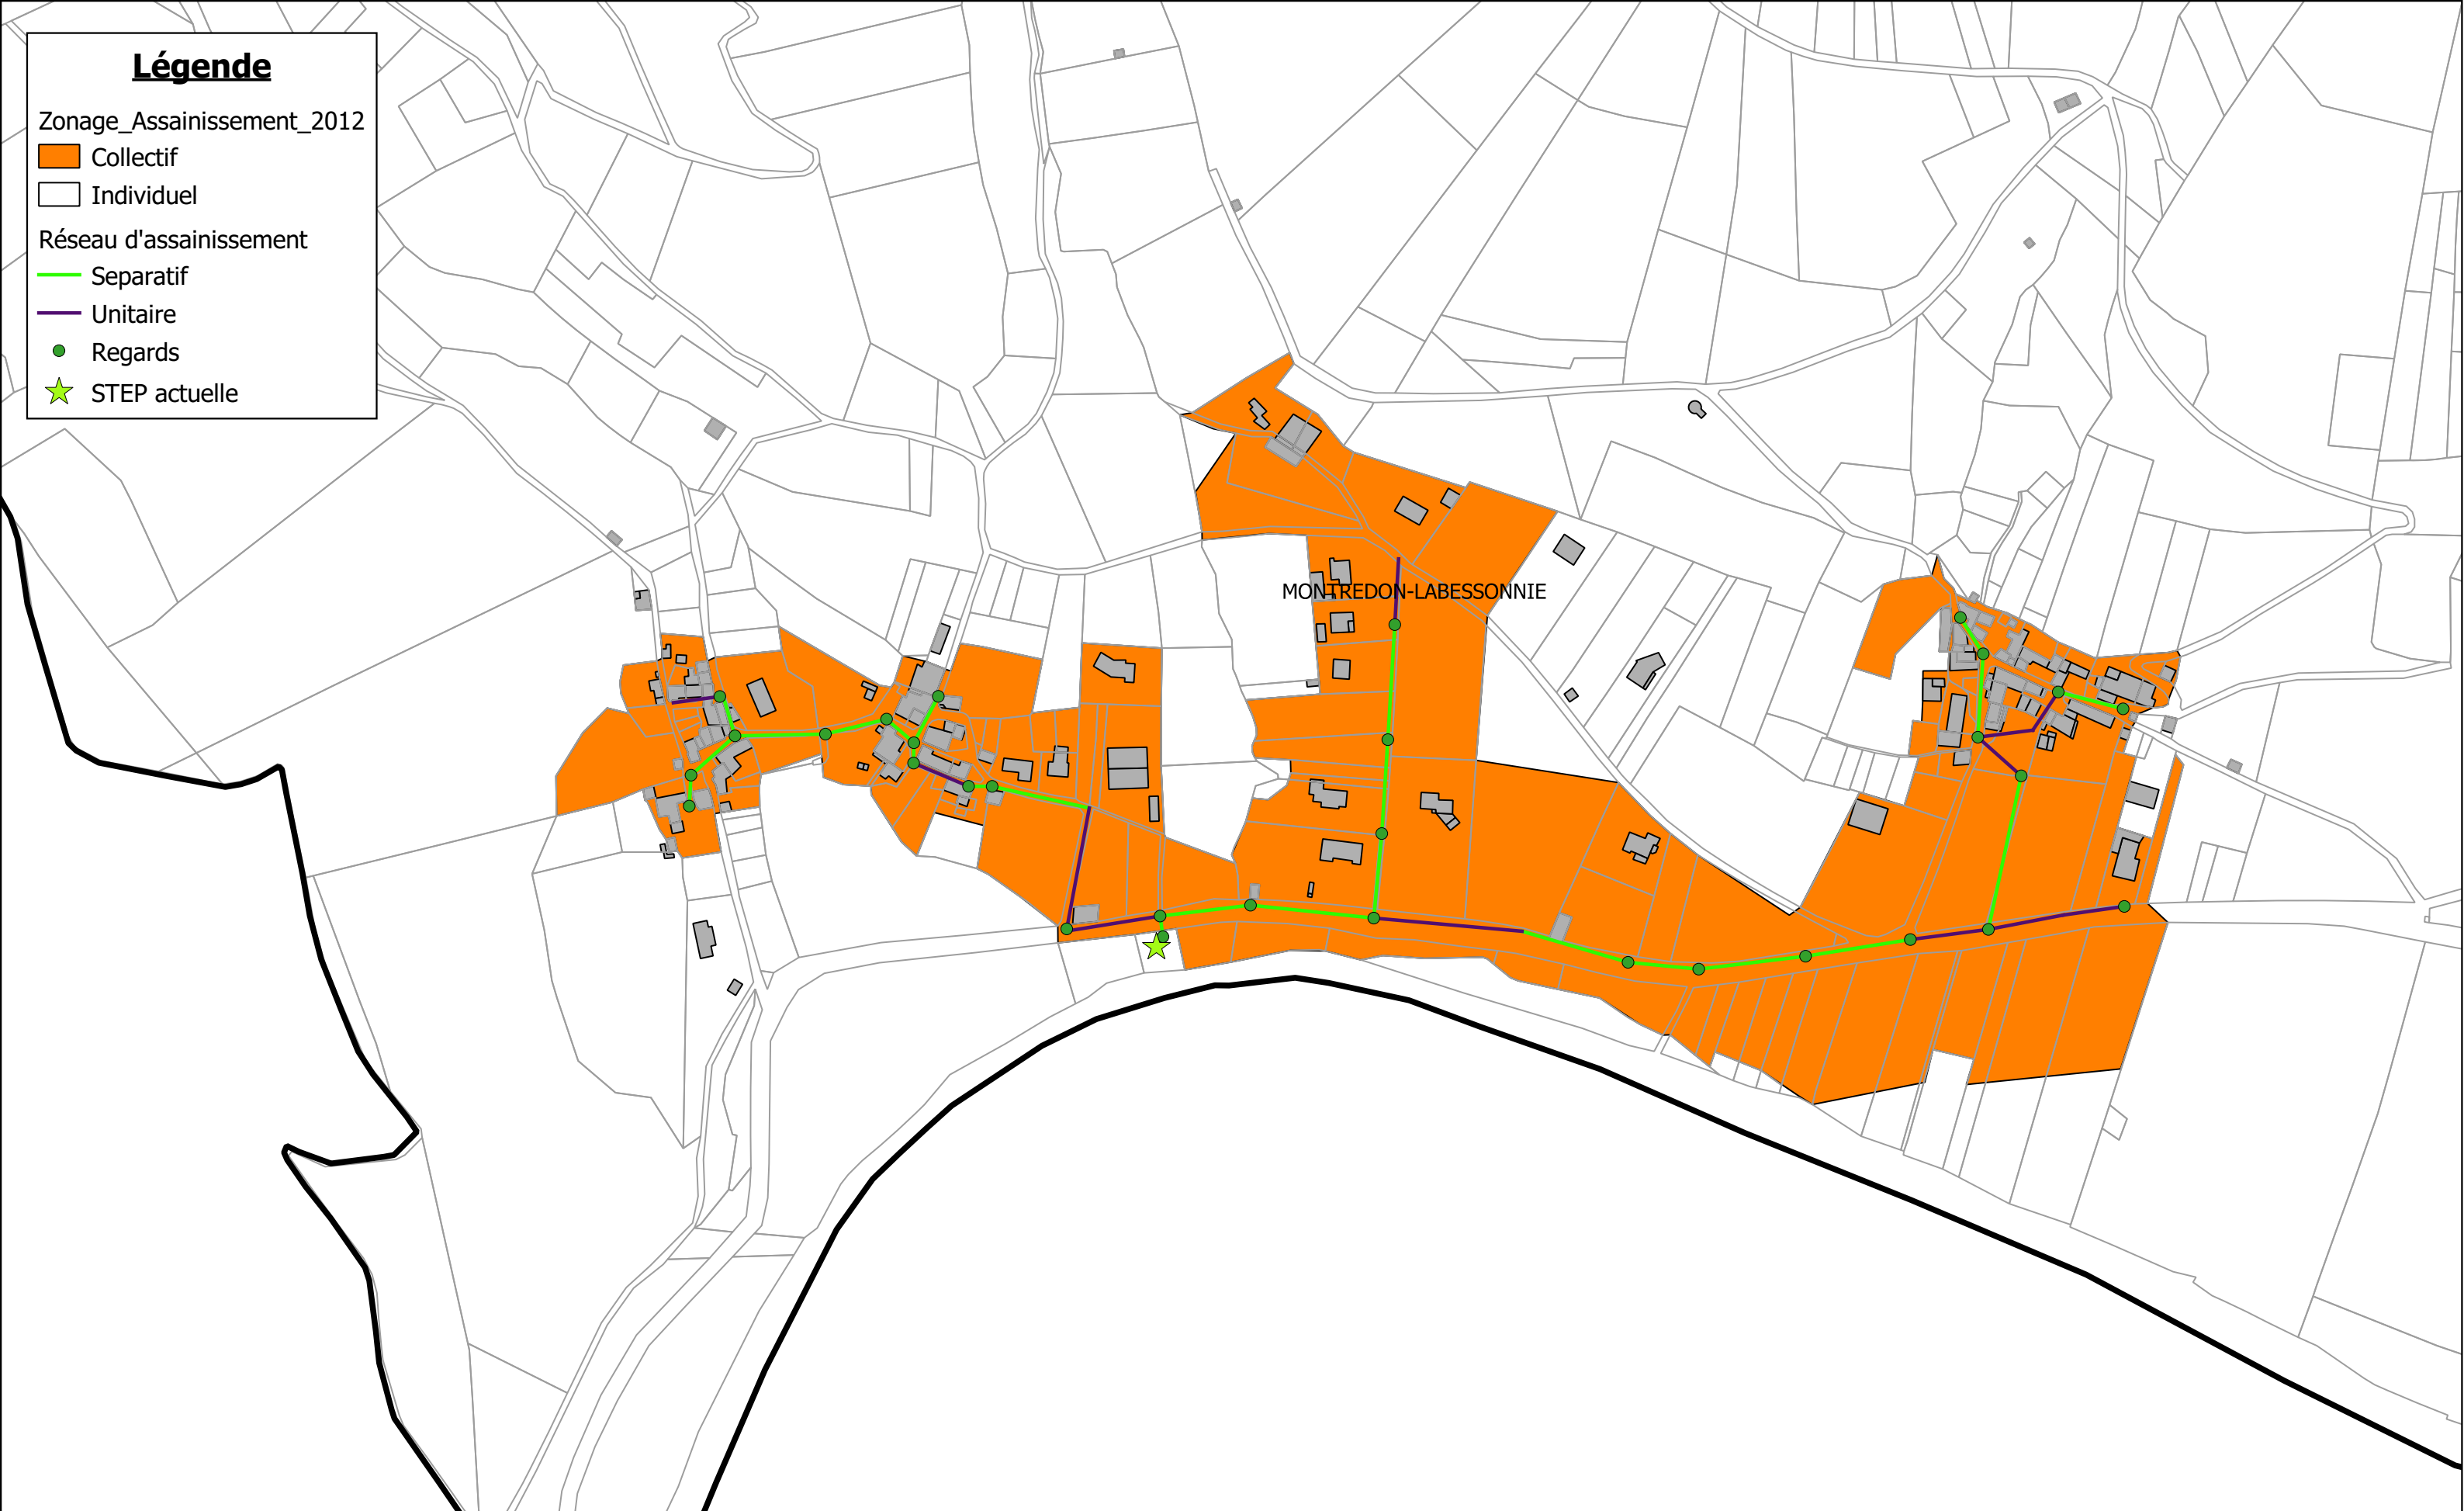 Légende
Zonage_Assainissement_2012
Collectif
Individuel
Réseau d'assainissement
Separatif
Unitaire
Regards
STEP actuelle
MONTREDON-LABESSONNIE